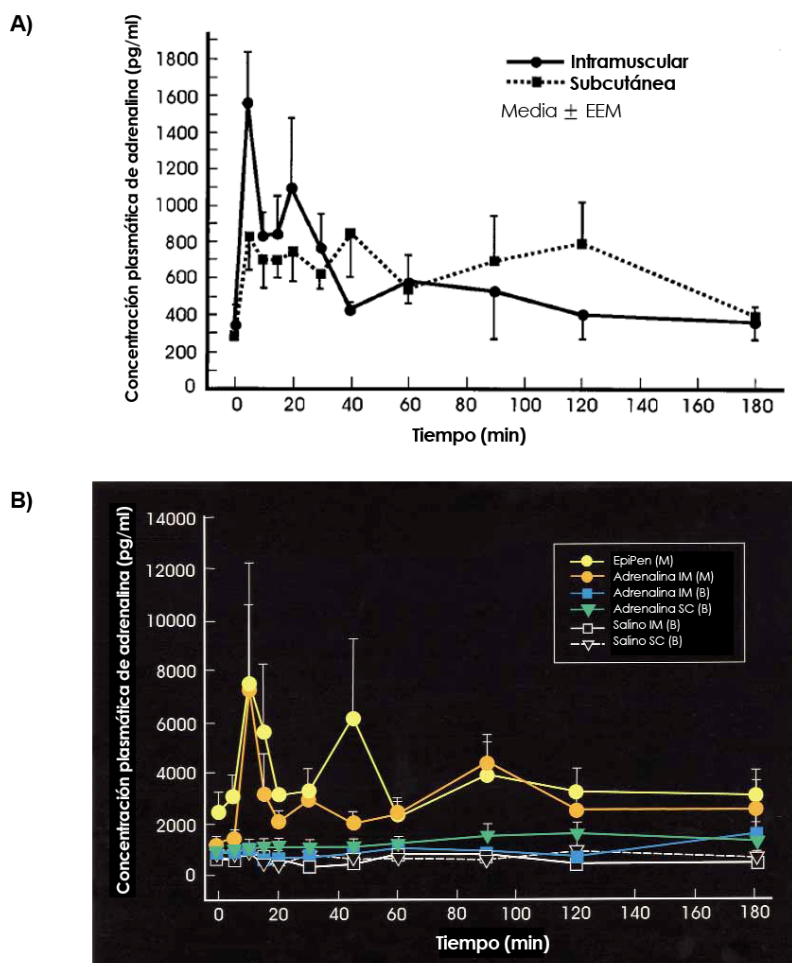 A)
Concentración plasmática de adrenalina (pg/ml)
1800
1600
1400
1200
1000
800
600
400
200
0
Intramuscular
Subcutánea
Media ± EEM
0 20 40 60 80 100 120 140 160 180
Tiempo (min)
B)
Concentración plasmática de adrenalina (pg/ml)
14000
12000
10000
8000
6000
4000
2000
0
EpiPen (M)
Adrenalina IM (M)
Adrenalina IM (B)
Adrenalina SC (B)
Salino IM (B)
Salino SC (B)
0 20 40 60 80 100 120 140 160 180
Tiempo (min)